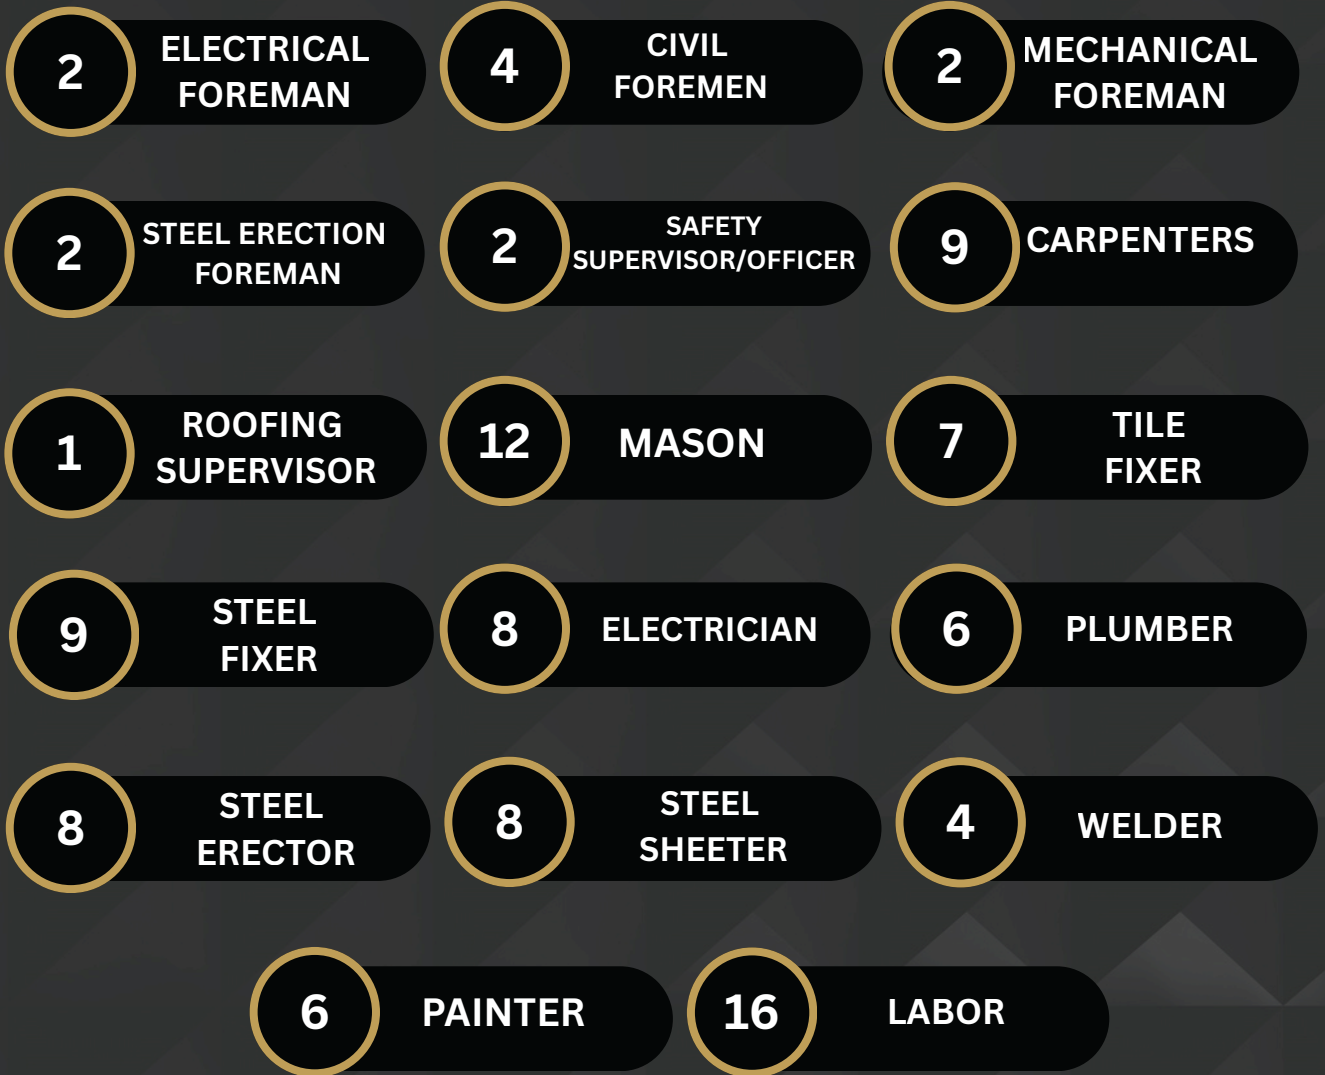 2
ELECTRICAL
FOREMAN
4
CIVIL
FOREMEN
2
MECHANICAL
FOREMAN
2
STEEL ERECTION
FOREMAN
2
SAFETY
SUPERVISOR/OFFICER
9
CARPENTERS
1
ROOFING
SUPERVISOR
12
MASON
7
TILE
FIXER
9
STEEL
FIXER
8
ELECTRICIAN
6
PLUMBER
8
STEEL
ERECTOR
8
STEEL
SHEETER
4
WELDER
6
PAINTER
16
LABOR